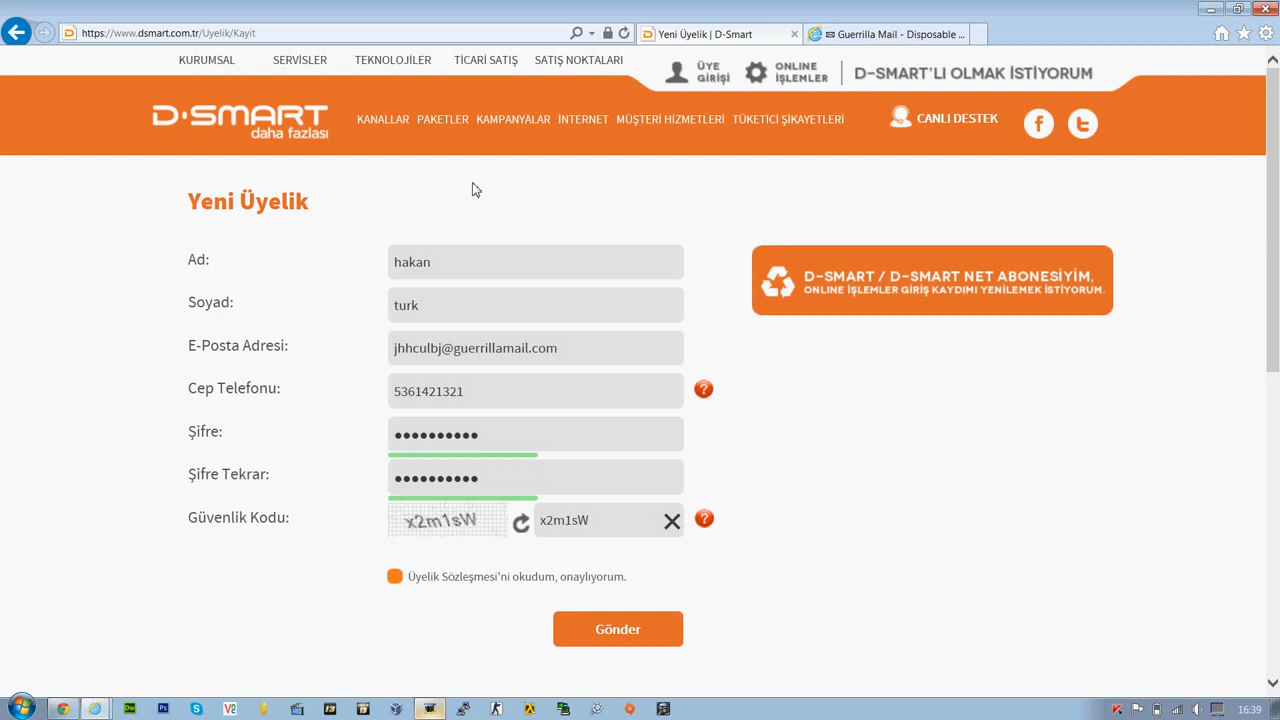 https://www.dsmart.com.tr/Uyelik/Kayit
Yeni Üyelik | D-Smart
Guerrilla Mail - Disposable ...
KURUMSAL SERVİSLER TEKNOLOJİLER TİCARİ SATIŞ SATIŞ NOKTALARI
ÜYE GİRİŞİ
ONLINE İŞLEMLER
D-SMART'LI OLMAK İSTİYORUM
D·SMART
daha fazlası
KANALLAR PAKETLER KAMPANYALAR İNTERNET MÜŞTERİ HİZMETLERİ TÜKETİCİ ŞİKAYETLERİ
CANLI DESTEK
Yeni Üyelik
Ad: hakan
Soyad: turk
E-Posta Adresi: jhhculbj@guerrillamail.com
Cep Telefonu: 5361421321
Şifre: ●●●●●●●●●●
Şifre Tekrar: ●●●●●●●●●●
Güvenlik Kodu: x2m1sW x2m1sW
D-SMART / D-SMART NET ABONESİYİM,
ONLINE İŞLEMLER GİRİŞ KAYDIMI YENİLEMEK İSTİYORUM.
Üyelik Sözleşmesi'ni okudum, onaylıyorum.
Gönder
16:39